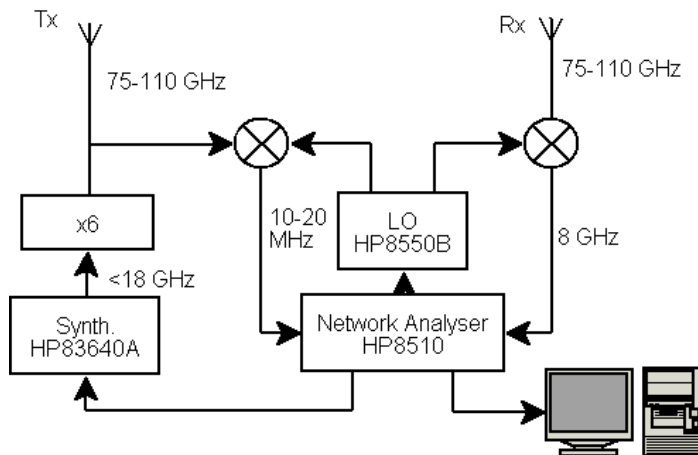 Tx
Rx
75-110 GHz
75-110 GHz
x6
10-20
MHz
LO
HP8550B
8 GHz
<18 GHz
Synth.
HP83640A
Network Analyser
HP8510